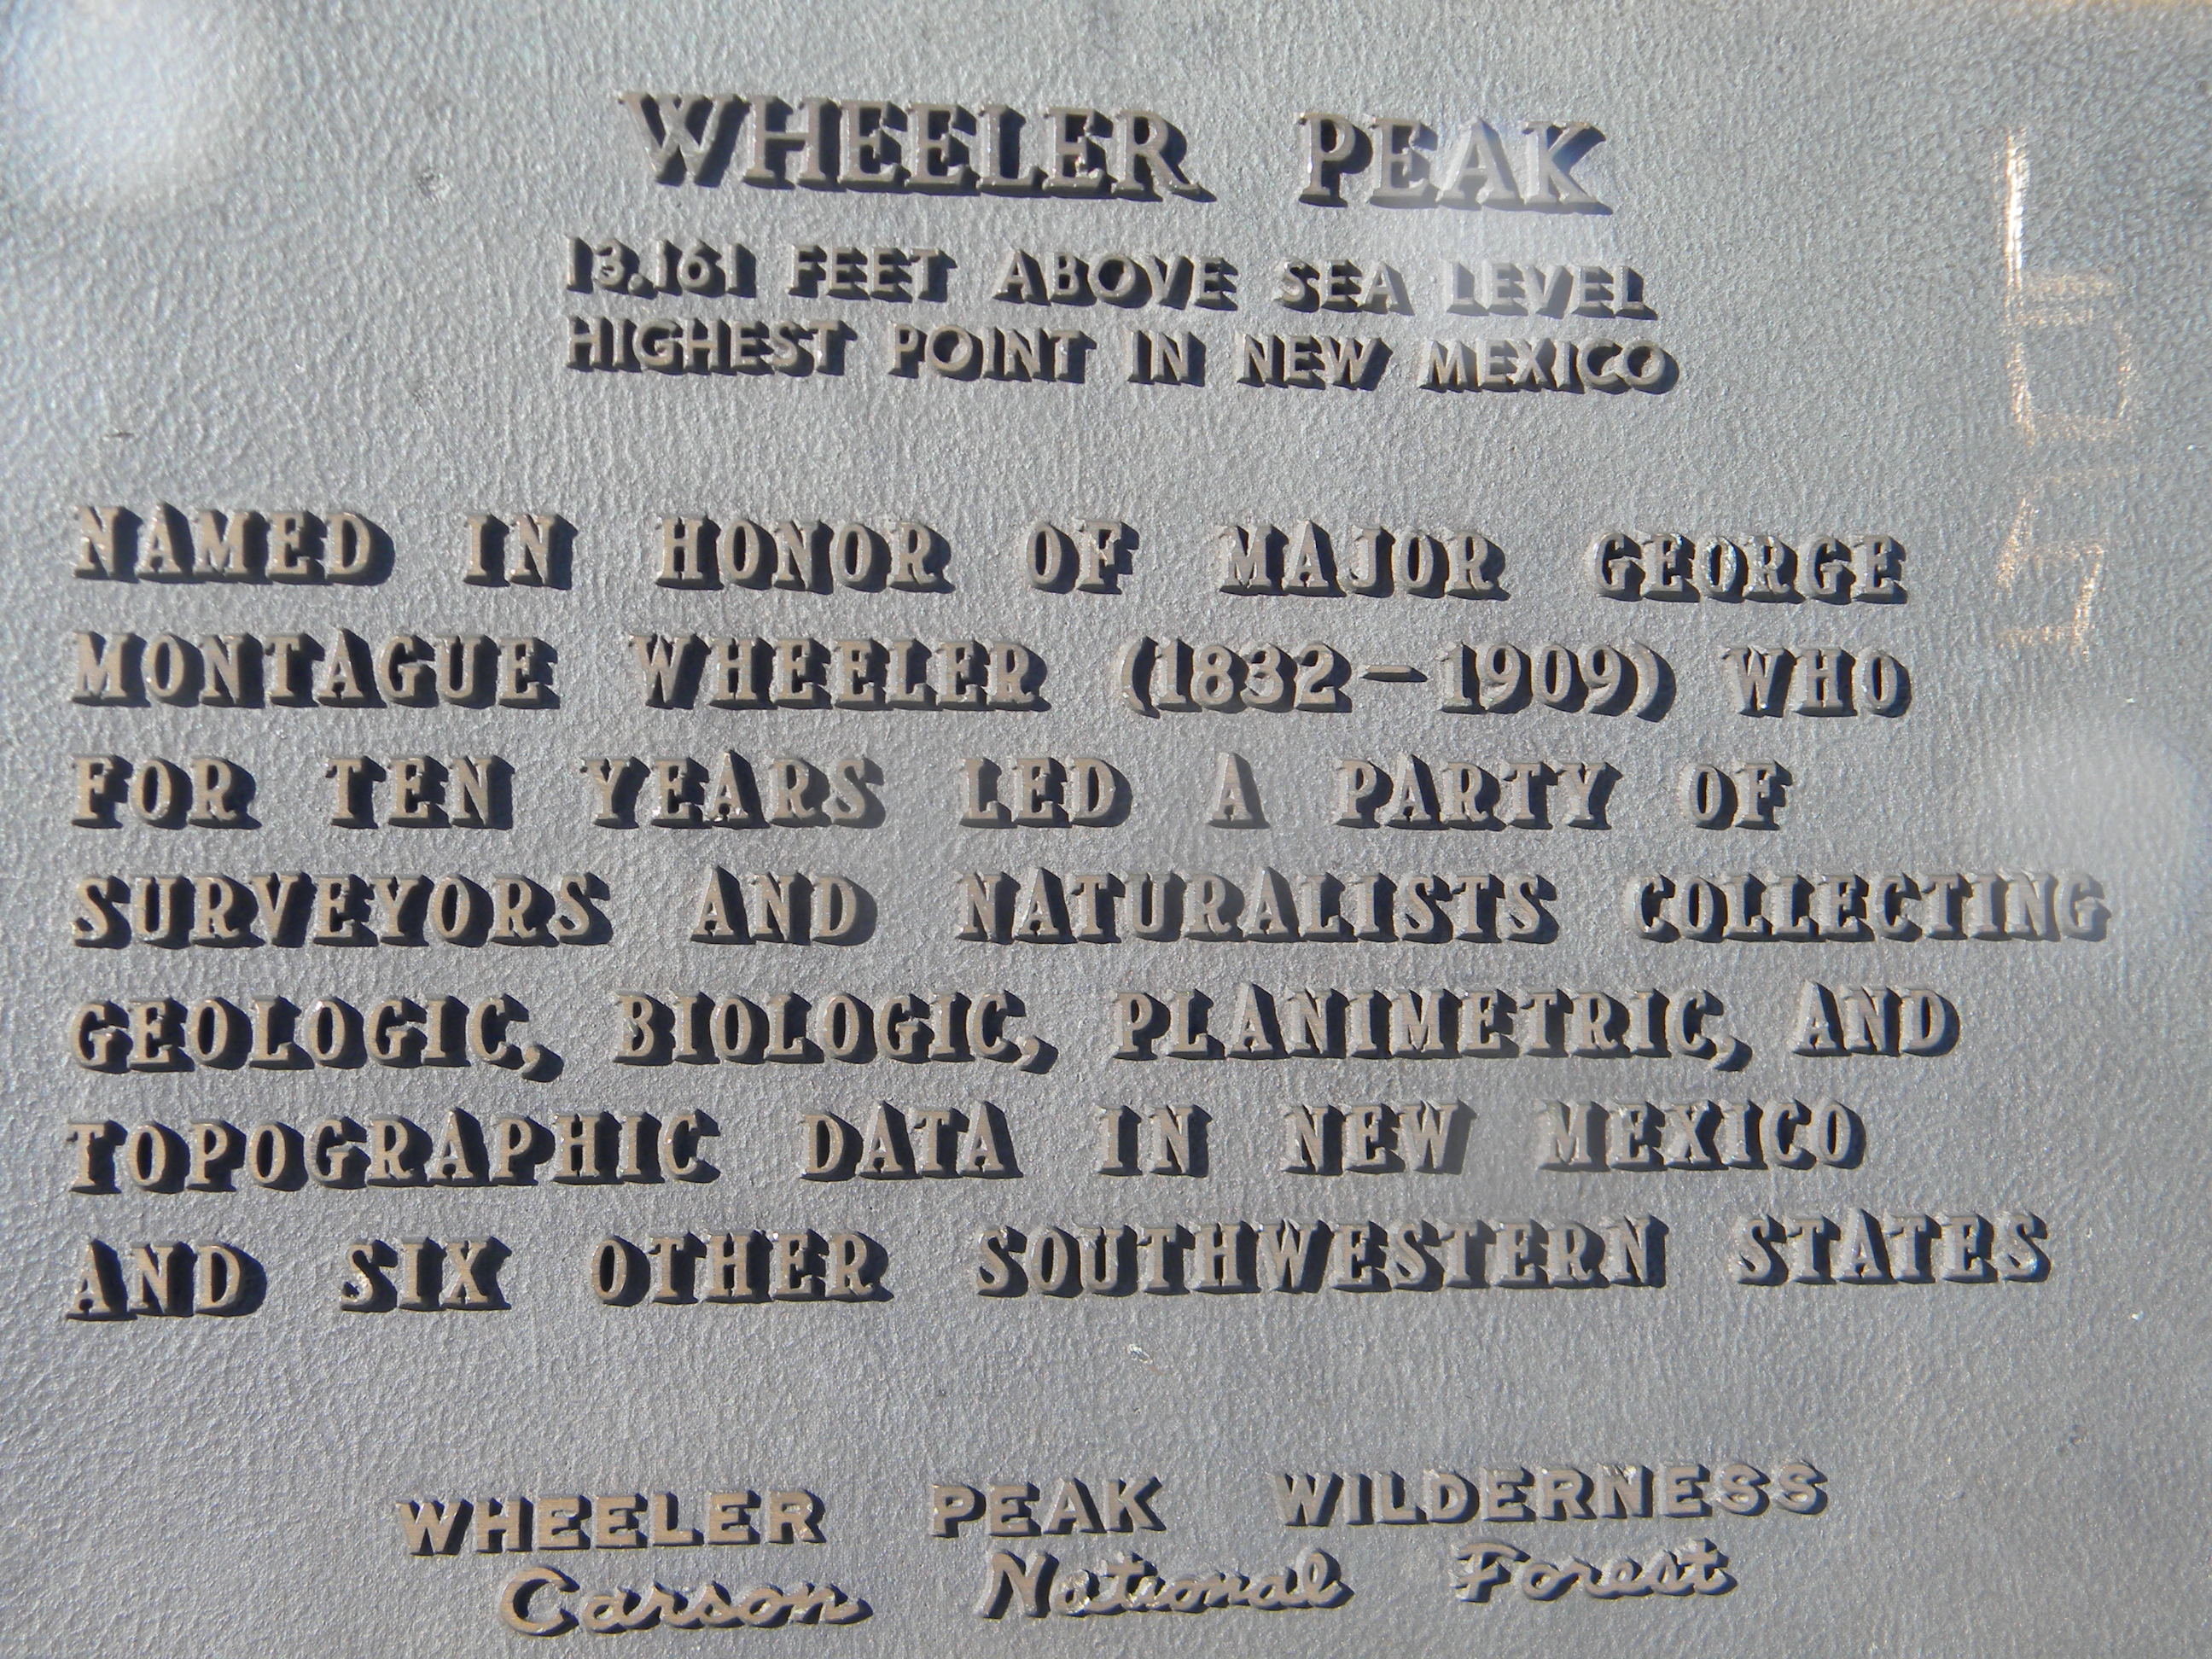 WHEELER PEAK
13,161 FEET ABOVE SEA LEVEL
HIGHEST POINT IN NEW MEXICO
NAMED IN HONOR OF MAJOR GEORGE
MONTAGUE WHEELER (1832-1909) WHO
FOR TEN YEARS LED A PARTY OF
SURVEYORS AND NATURALISTS COLLECTING
GEOLOGIC, BIOLOGIC, PLANIMETRIC, AND
TOPOGRAPHIC DATA IN NEW MEXICO
AND SIX OTHER SOUTHWESTERN STATES
WHEELER PEAK WILDERNESS
Carson National Forest